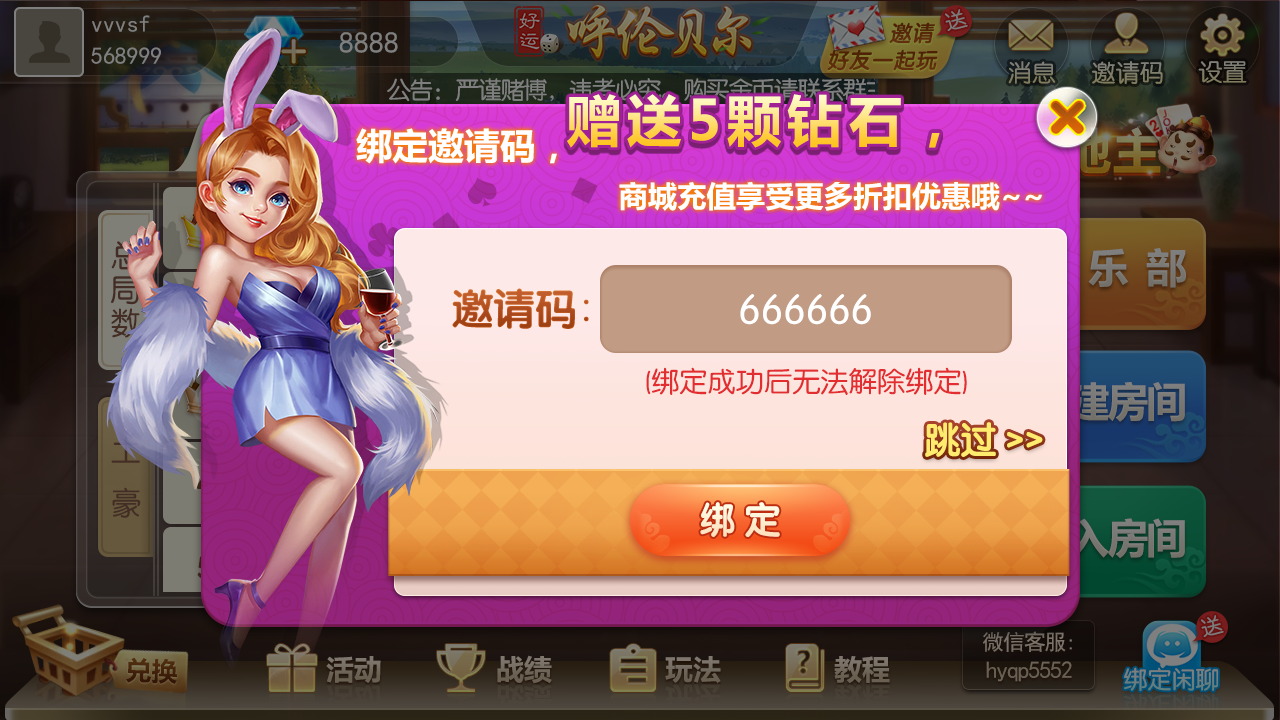 vvvsf
568999
8888
好运
呼伦贝尔
邀请
好友一起玩
送
消息
邀请码
设置
公告：严谨赌博，违者必究，购买金币请联系群
绑定邀请码，
赠送5颗钻石，
商城充值享受更多折扣优惠哦~~
地主
总局数
邀请码:
666666
(绑定成功后无法解除绑定)
跳过>>
绑定
乐部
建房间
入房间
土豪
兑换
活动
战绩
玩法
教程
微信客服:
hyqp5552
送
绑定闲聊